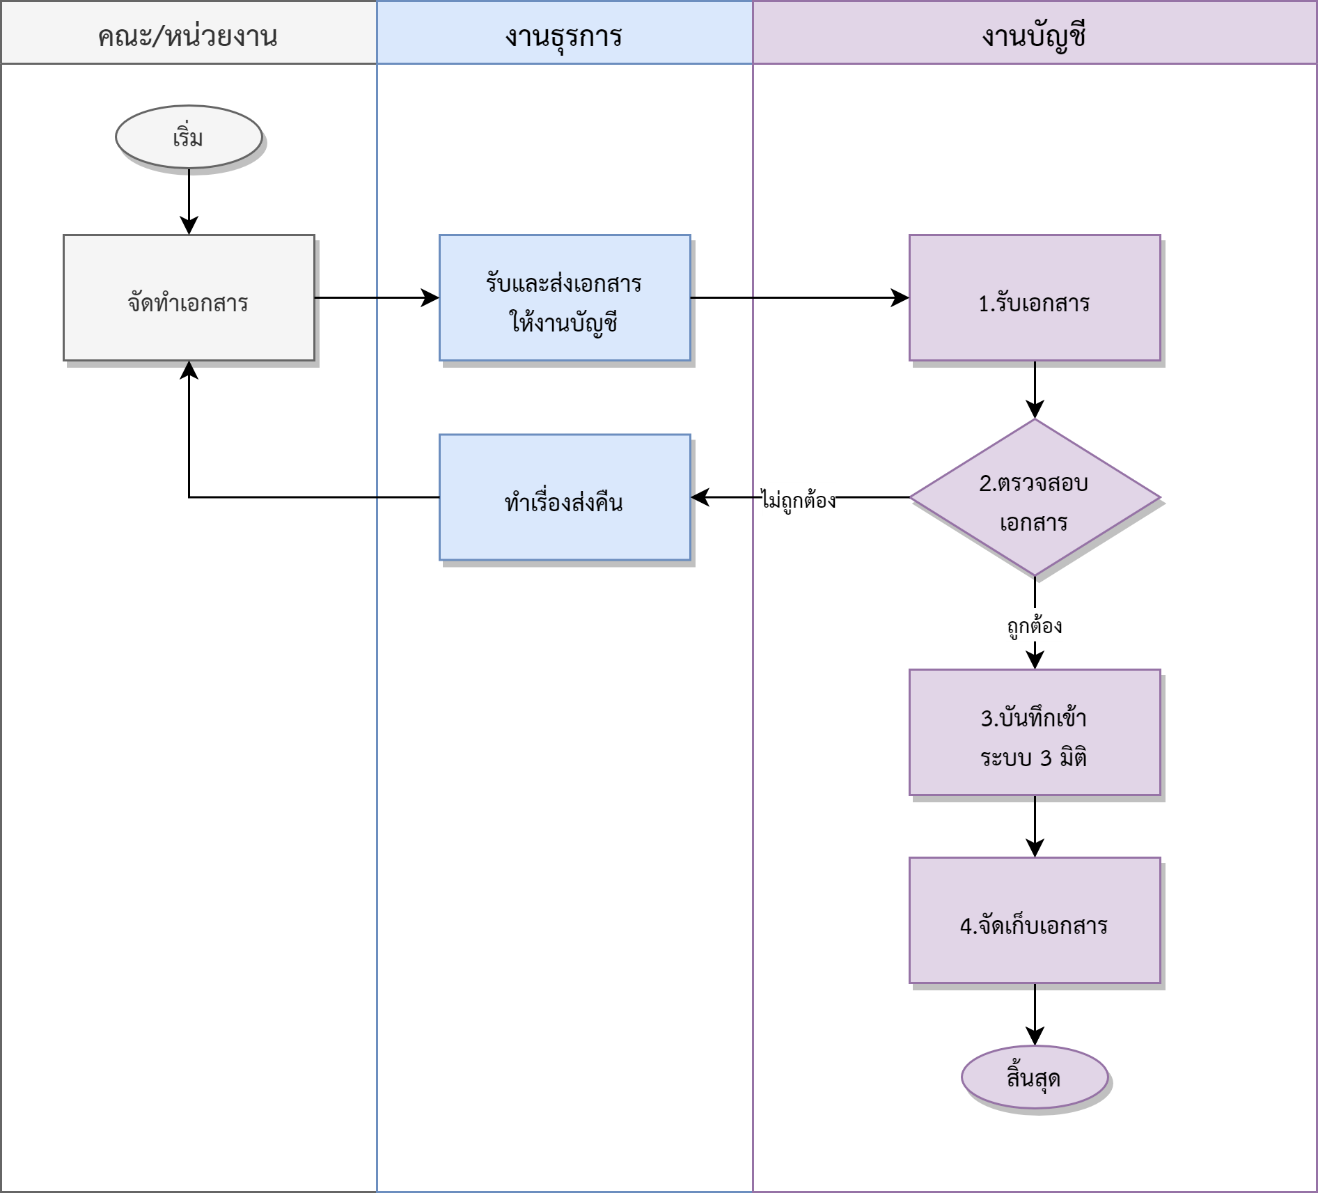 คณะ/หน่วยงาน
งานธุรการ
งานบัญชี
เริ่ม
จัดทำเอกสาร
รับและส่งเอกสาร
ให้งานบัญชี
1.รับเอกสาร
ทำเรื่องส่งคืน
ไม่ถูกต้อง
2.ตรวจสอบ
เอกสาร
ถูกต้อง
3.บันทึกเข้า
ระบบ 3 มิติ
4.จัดเก็บเอกสาร
สิ้นสุด